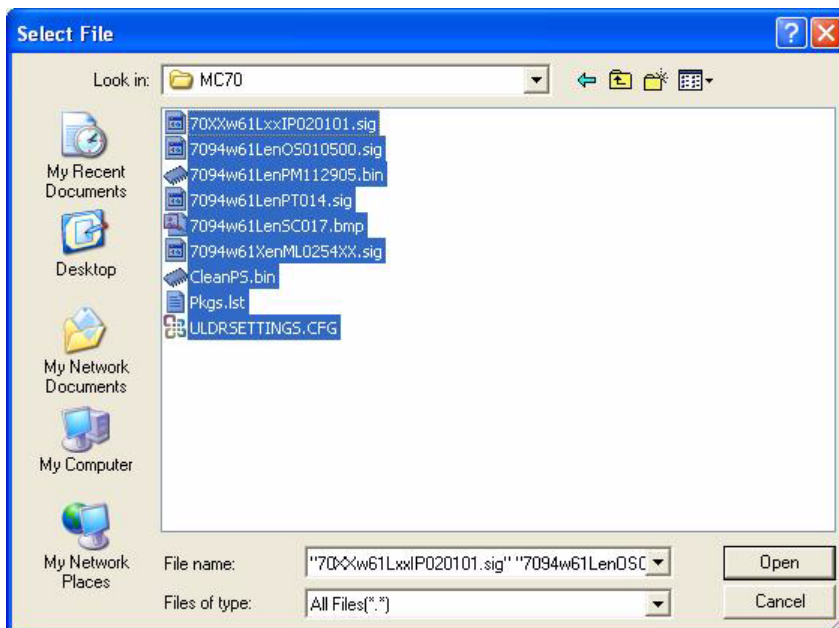 Select File
Look in: MC70
My Recent
Documents
Desktop
My Network
Documents
My Computer
My Network
Places
70XXw61LxxIP020101.sig
7094w61LenOS010500.sig
7094w61LenPM112905.bin
7094w61LenPT014.sig
7094w61LenSC017.bmp
7094w61XenML0254XX.sig
CleanPS.bin
Pkgs.lst
ULDRSETTINGS.CFG
File name: "70XXw61LxxIP020101.sig" "7094w61LenOSC
Open
Files of type: All Files(*.*)
Cancel